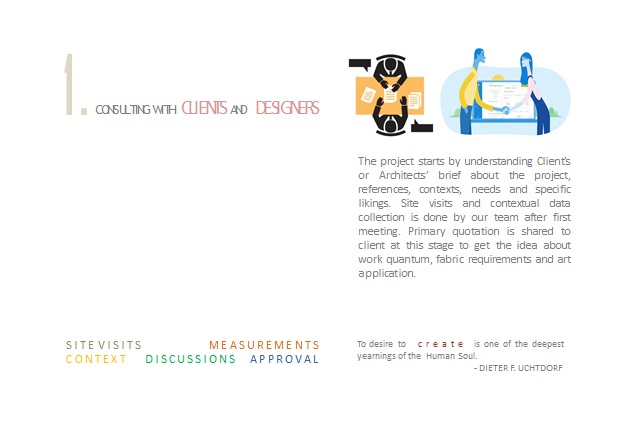 1. CONSULTING WITH CLIENTS AND DESIGNERS
The project starts by understanding Client's
or Architects' brief about the project,
references, contexts, needs and specific
likings. Site visits and contextual data
collection is done by our team after first
meeting. Primary quotation is shared to
client at this stage to get the idea about
work quantum, fabric requirements and art
application.
SITE VISITS MEASUREMENTS
CONTEXT DISCUSSIONS APPROVAL
To desire to create is one of the deepest
yearnings of the Human Soul.
- DIETER F. UCHTDORF